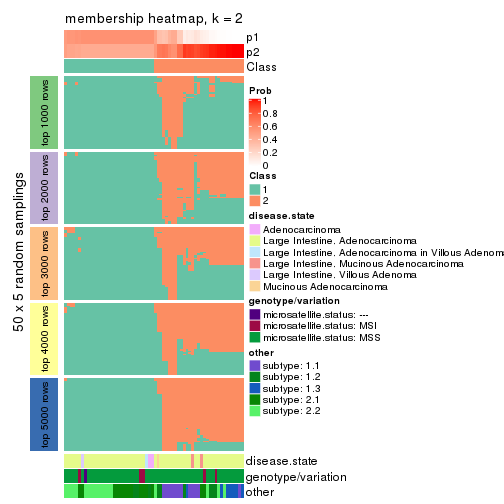 membership heatmap, k = 2
p1
p2
Class
50 x 5 random samplings
top 1000 rows
top 2000 rows
top 3000 rows
top 4000 rows
top 5000 rows
Prob
1
0.8
0.6
0.4
0.2
0
Class
1
2
disease.state
Adenocarcinoma
Large Intestine. Adenocarcinoma
Large Intestine. Adenocarcinoma in Villous Adenom
Large Intestine. Mucinous Adenocarcinoma
Large Intestine. Villous Adenoma
Mucinous Adenocarcinoma
genotype/variation
microsatellite.status: ---
microsatellite.status: MSI
microsatellite.status: MSS
other
subtype: 1.1
subtype: 1.2
subtype: 1.3
subtype: 2.1
subtype: 2.2
disease.state
genotype/variation
other